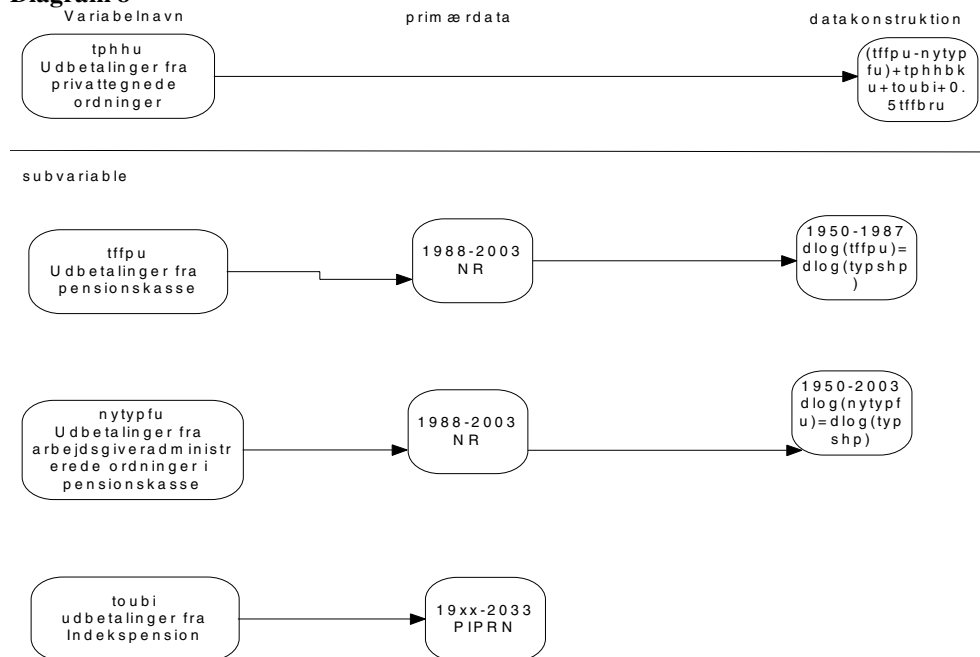 Diagram 8
Variabelnavn
primærdata
datakonstruktion
tphhu
Udbetalinger fra
privattegnede
ordninger
(tffpu-nytyp
fu)+tphhbk
u+toubi+0.
5tffbru
subvariable
tffpu
Udbetalinger fra
pensionskasse
1988-2003
NR
1950-1987
dlog(tffpu)=
dlog(typshp
)
nytypfu
Udbetalinger fra
arbejdsgiveradministr
erede ordninger i
pensionskasse
1988-2003
NR
1950-2003
dlog(nytypf
u)=dlog(typ
shp)
toubi
udbetalinger fra
Indekspension
19xx-2033
PIPRN